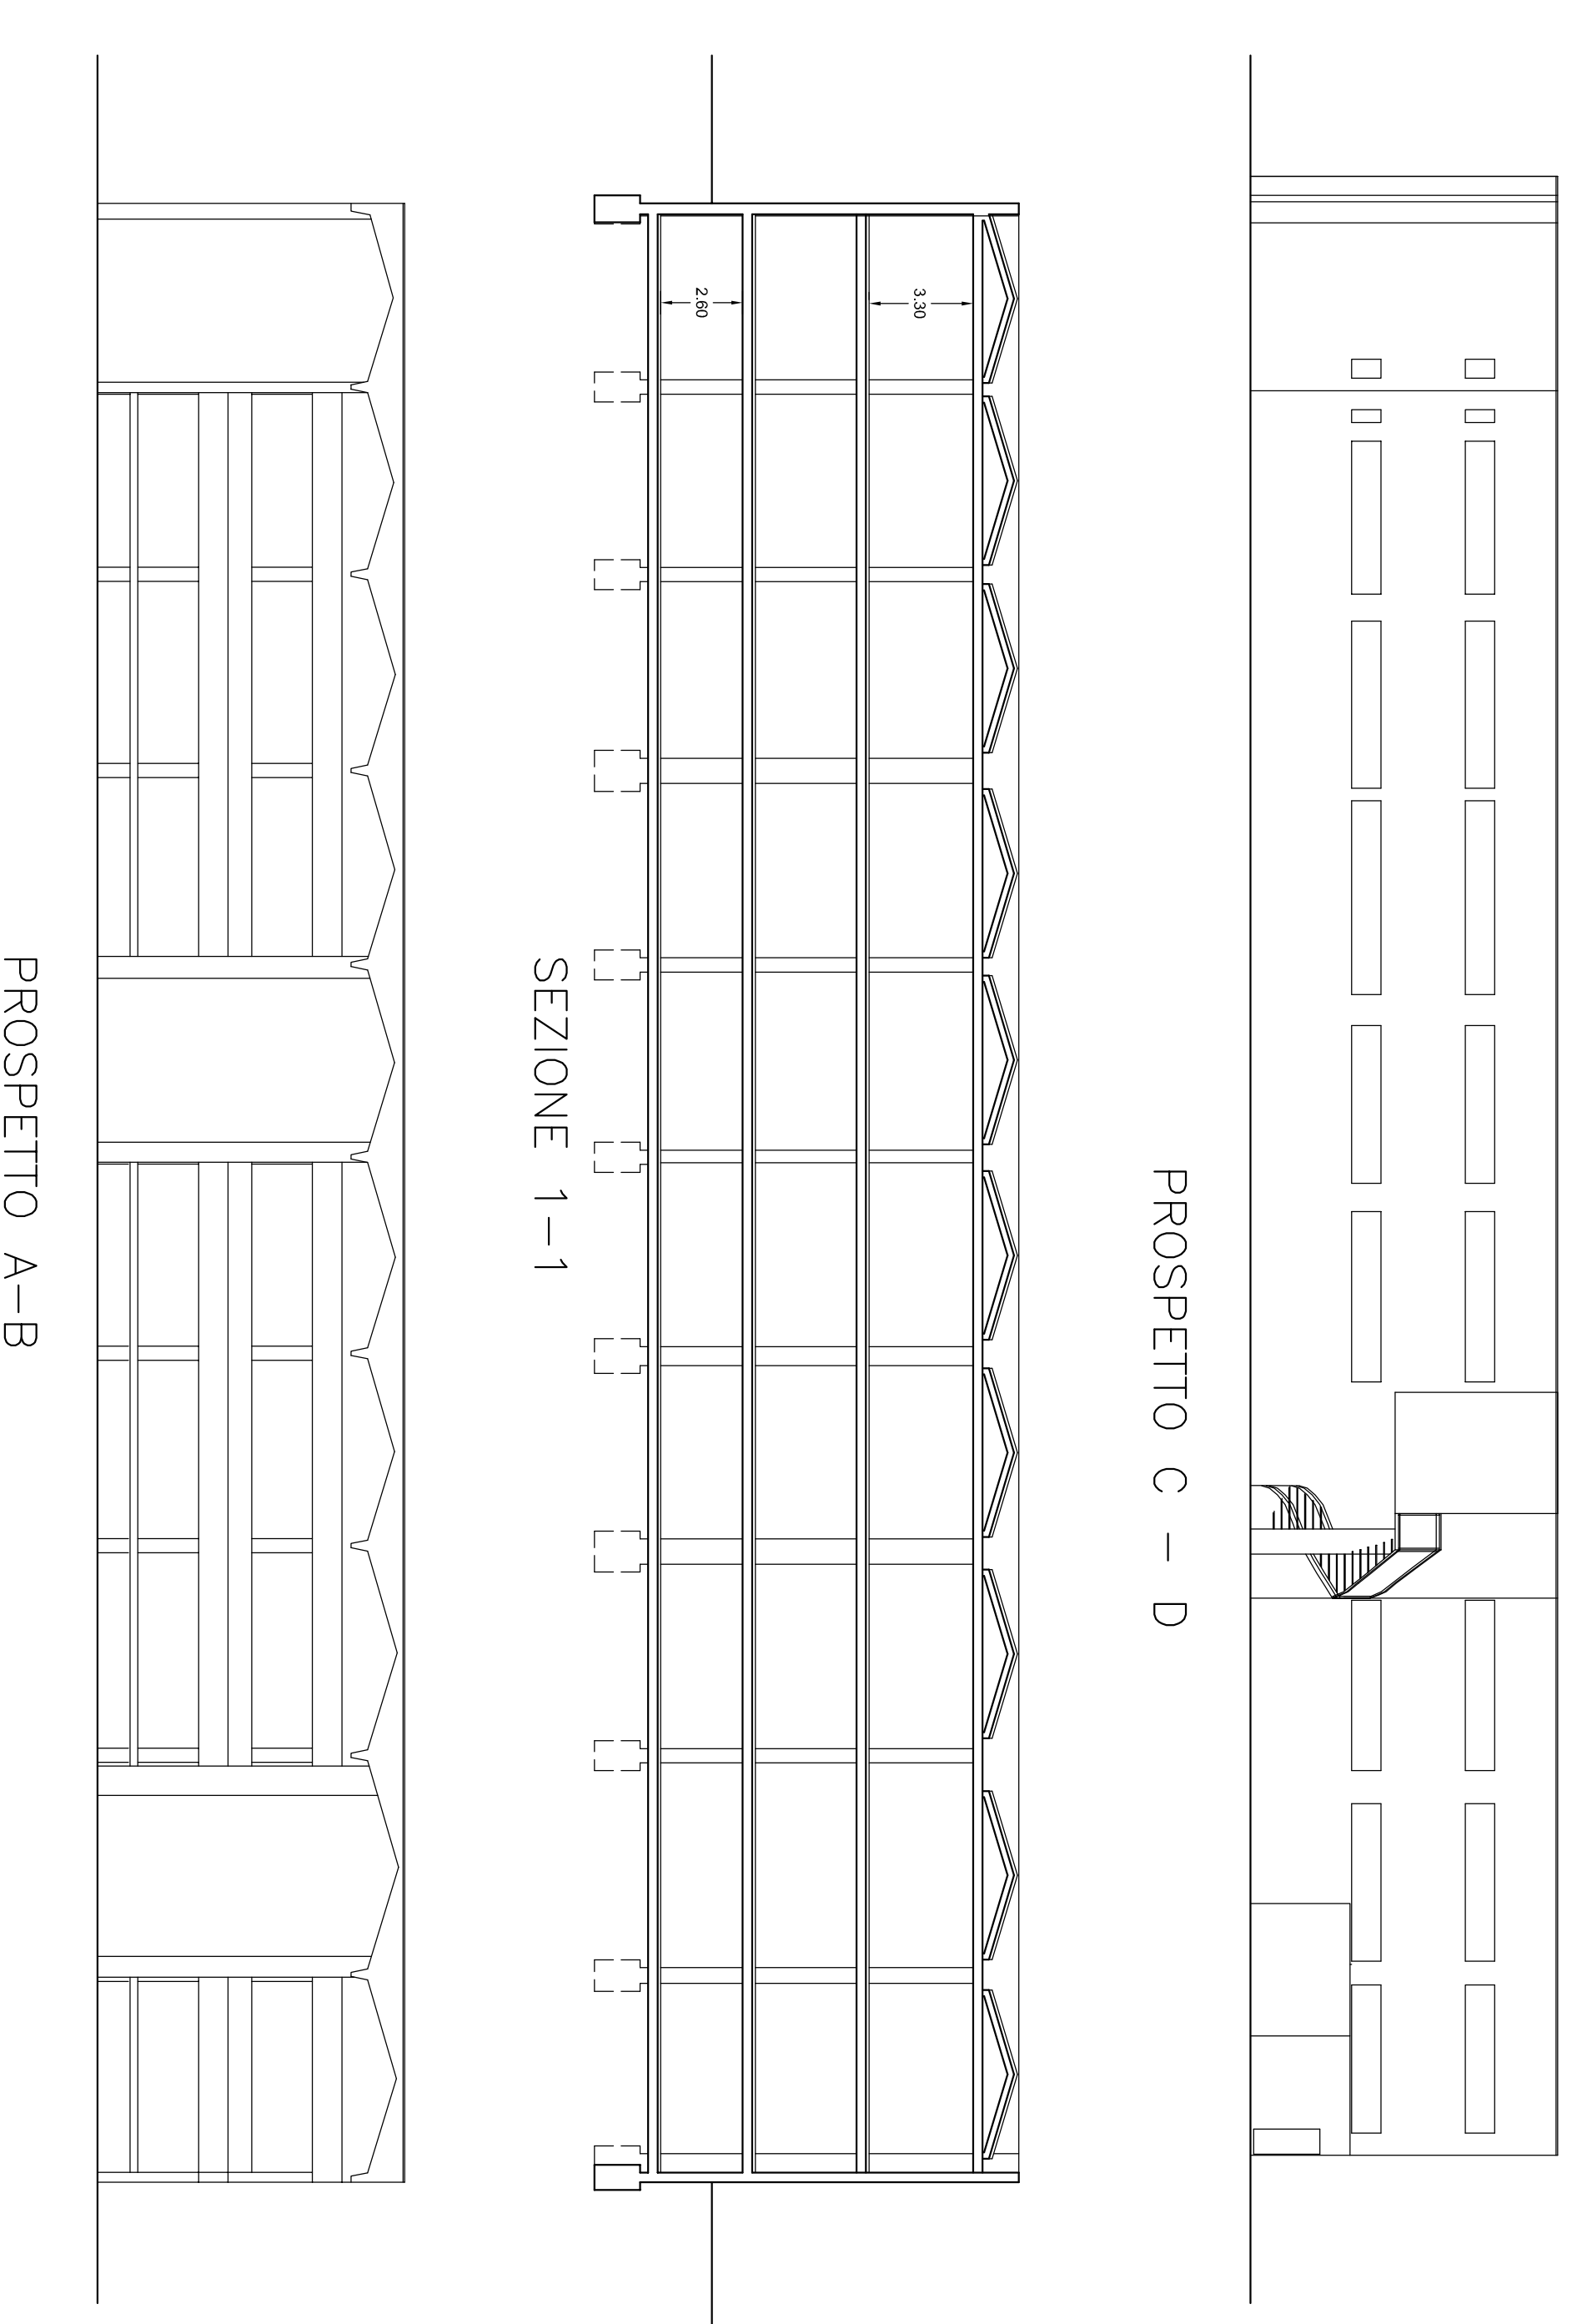 PROSPETTO C - D
3.30
2.60
SEZIONE 1-1
PROSPETTO A-B